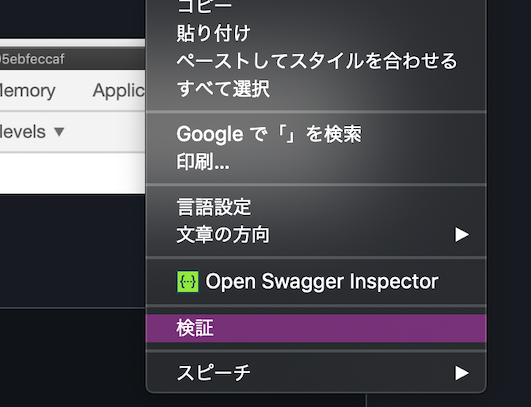 コピー
05ebfeccaf
貼り付け
Memory Applic
ペーストしてスタイルを合わせる
すべて選択
levels ▼
Google で「」を検索
印刷...
言語設定
文章の方向 ▶
Open Swagger Inspector
検証
スピーチ ▶